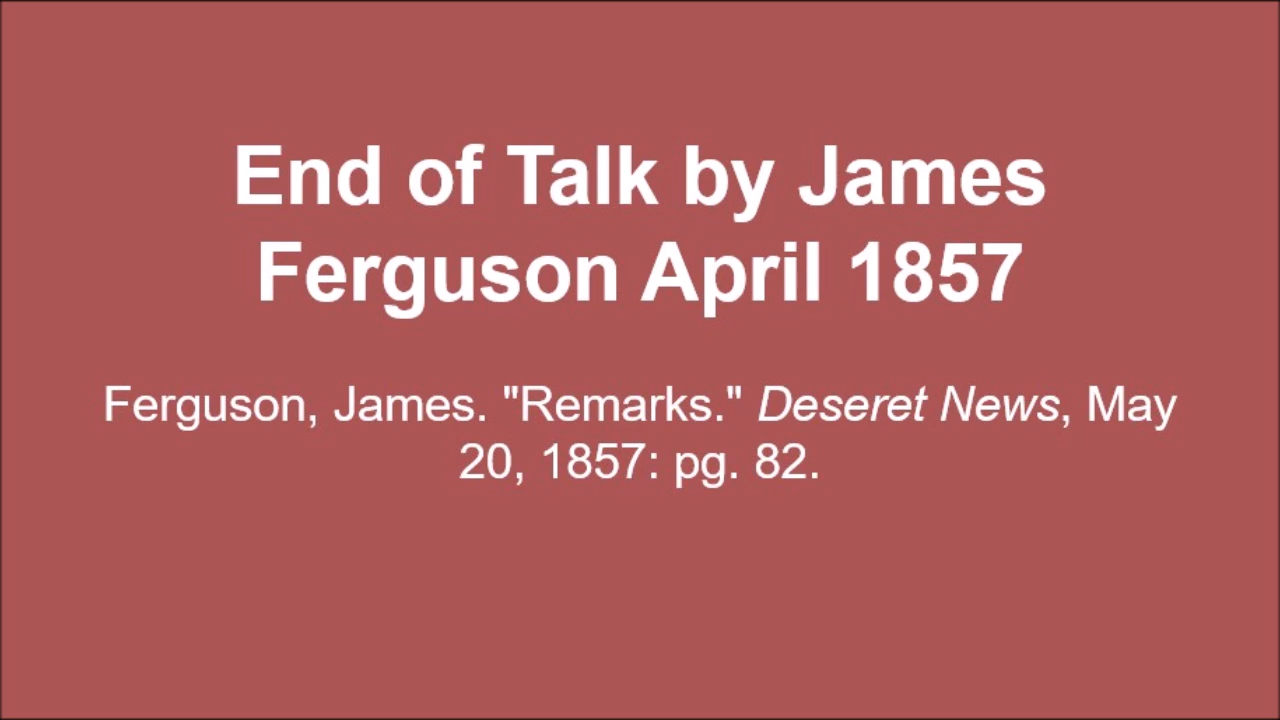 End of Talk by James
Ferguson April 1857
Ferguson, James. "Remarks." Deseret News, May
20, 1857: pg. 82.